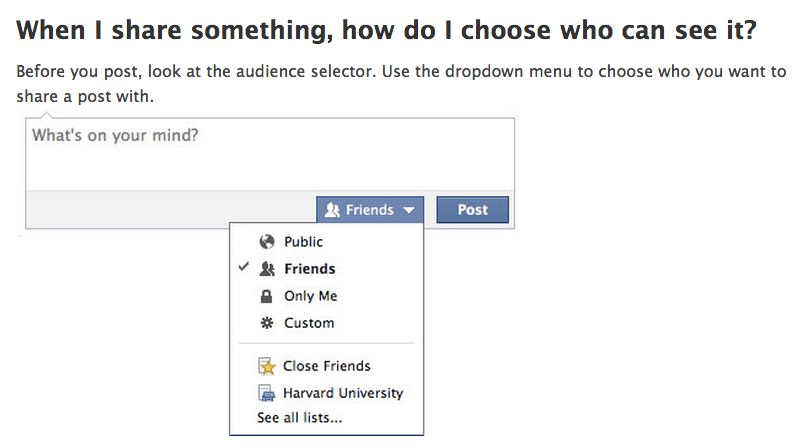 When I share something, how do I choose who can see it?
Before you post, look at the audience selector. Use the dropdown menu to choose who you want to
share a post with.
What's on your mind?
Friends
Post
Public
Friends
Only Me
Custom
Close Friends
Harvard University
See all lists...